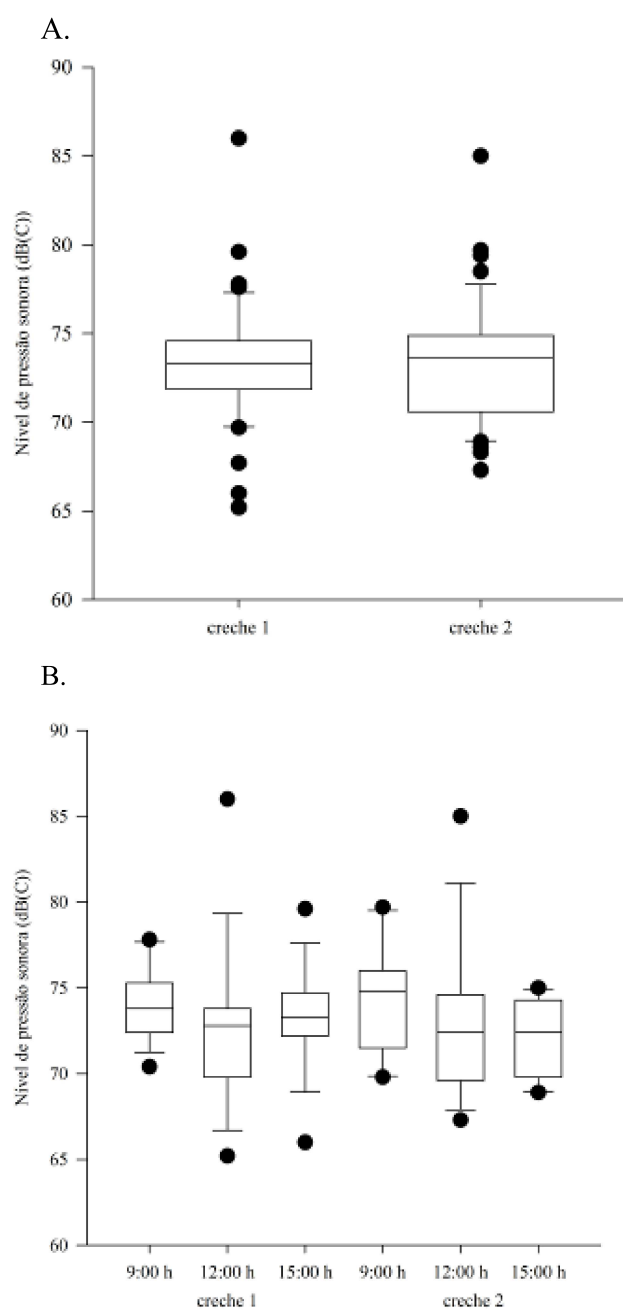 A.
90
85
80
75
70
65
60
Nível de pressão sonora (dB(C))
creche 1 creche 2
B.
90
85
80
75
70
65
60
Nível de pressão sonora (dB(C))
9:00 h 12:00 h 15:00 h 9:00 h 12:00 h 15:00 h
creche 1 creche 2